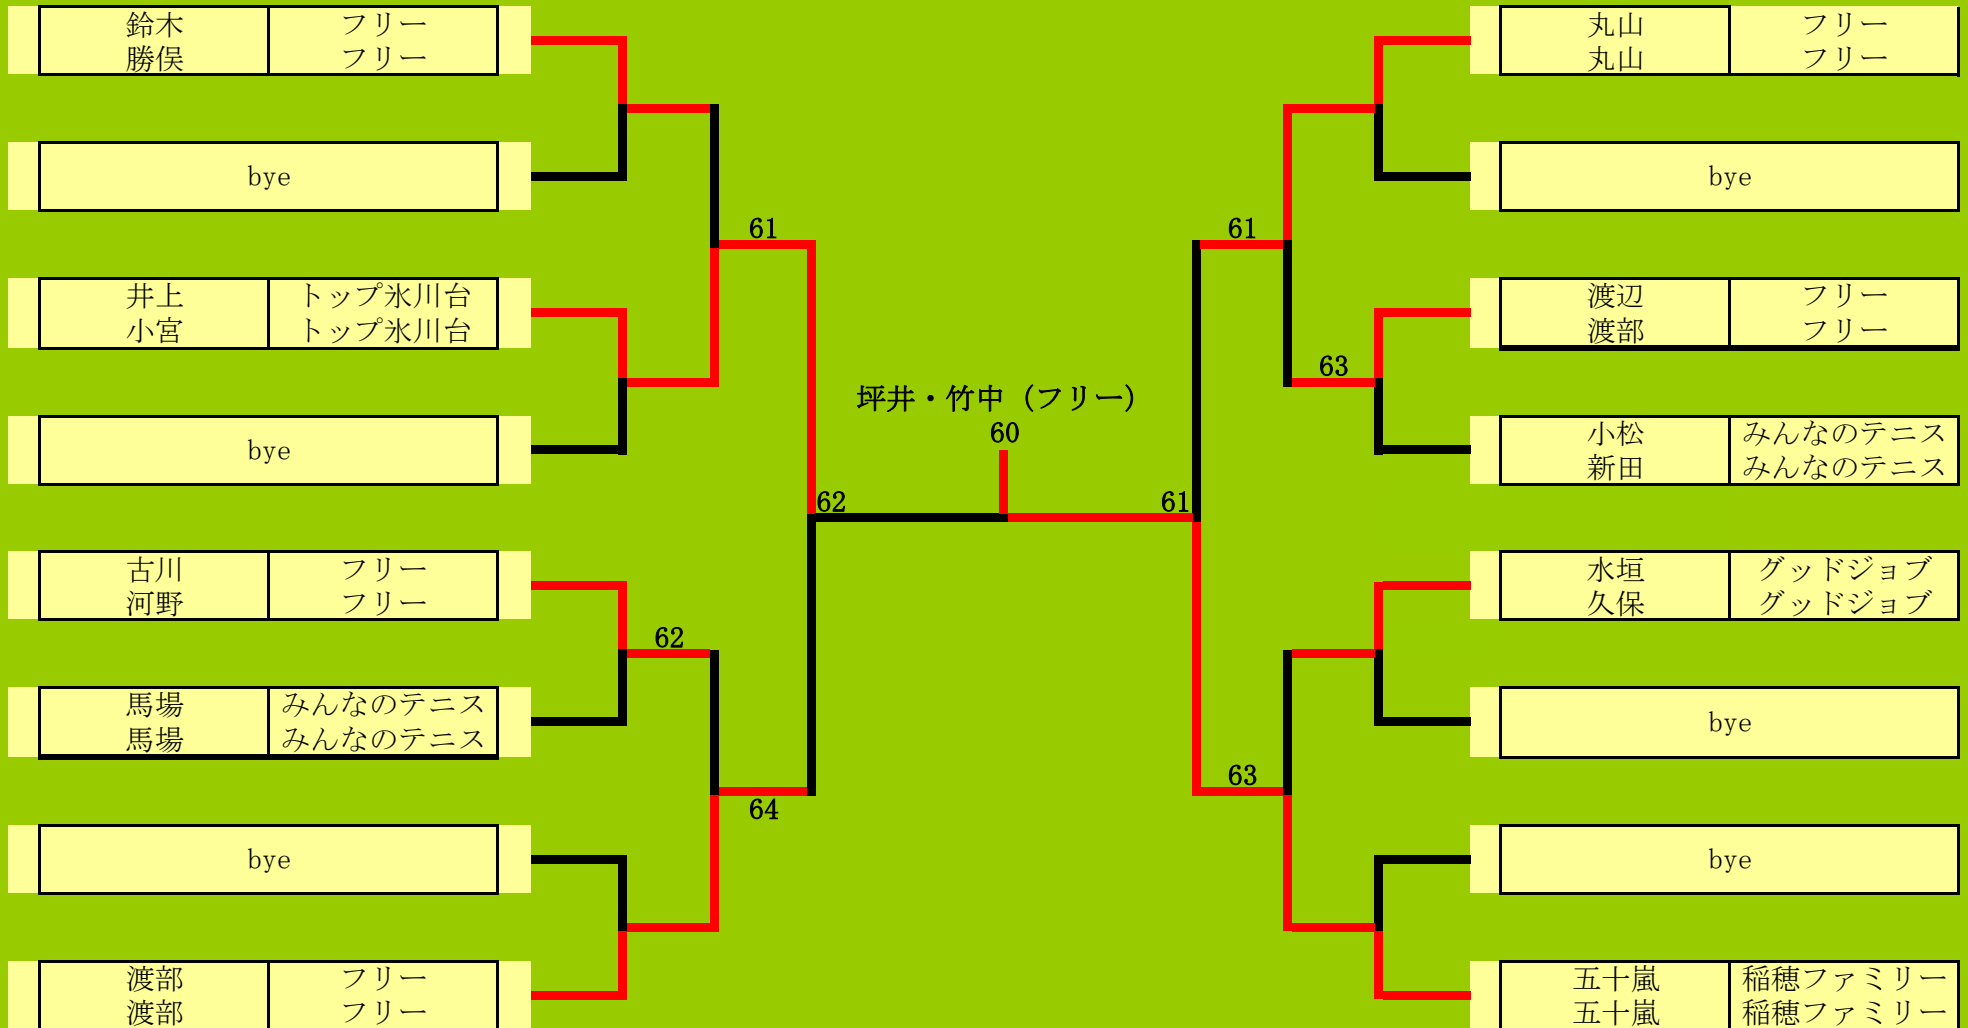 鈴木 フリー
勝俣 フリー
bye
61
井上 トップ氷川台
小宮 トップ氷川台
bye
62
古川 フリー
河野 フリー
62
馬場 みんなのテニス
馬場 みんなのテニス
64
bye
渡部 フリー
渡部 フリー
坪井・竹中（フリー）
60
丸山 フリー
丸山 フリー
bye
61
渡辺 フリー
渡部 フリー
63
小松 みんなのテニス
新田 みんなのテニス
61
水垣 グッドジョブ
久保 グッドジョブ
bye
63
bye
五十嵐 稲穂ファミリー
五十嵐 稲穂ファミリー